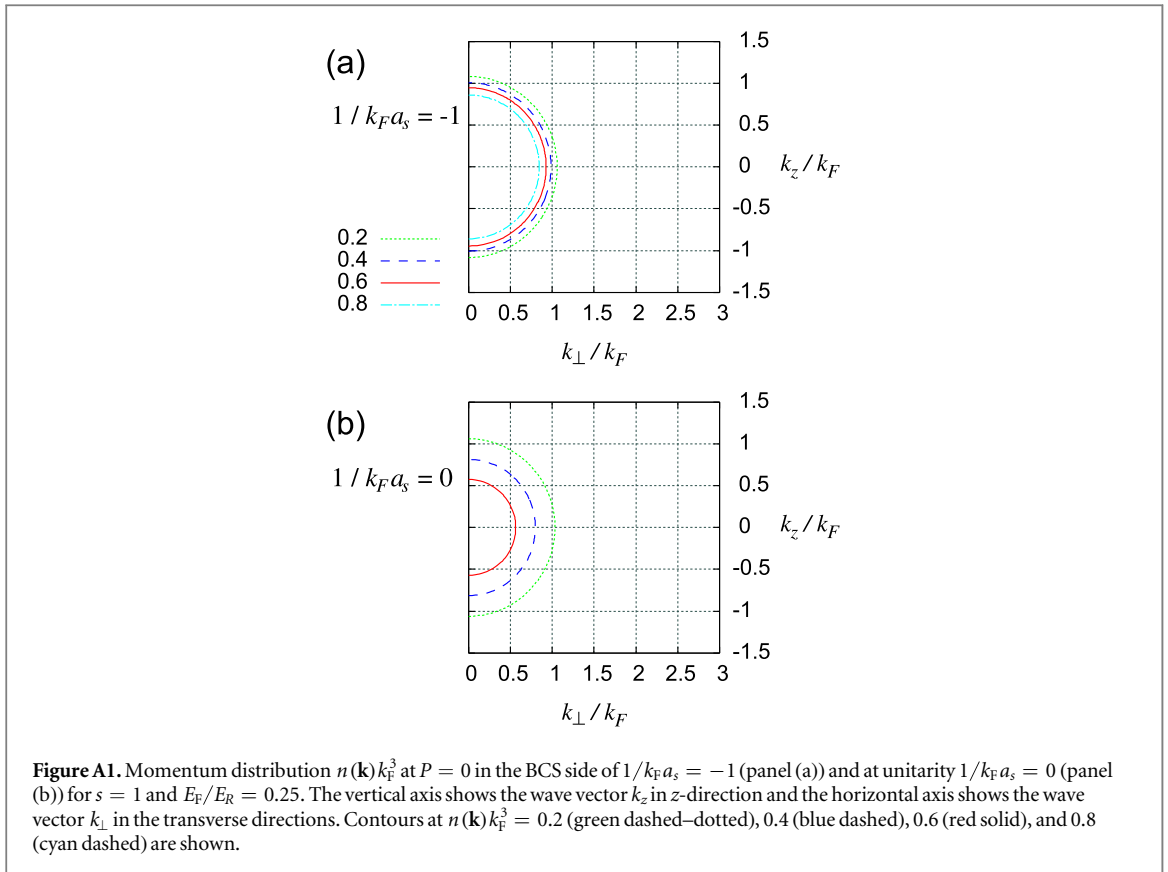 (a)
1 / k_F a_s = -1
1.5
1
0.5
0
-0.5
-1
-1.5
k_z / k_F
0.2
0.4
0.6
0.8
0 0.5 1 1.5 2 2.5 3
k_⊥ / k_F
(b)
1 / k_F a_s = 0
1.5
1
0.5
0
-0.5
-1
-1.5
k_z / k_F
0 0.5 1 1.5 2 2.5 3
k_⊥ / k_F
Figure A1. Momentum distribution n(k)k_F^3 at P = 0 in the BCS side of 1/k_F a_s = −1 (panel (a)) and at unitarity 1/k_F a_s = 0 (panel
(b)) for s = 1 and E_F/E_R = 0.25. The vertical axis shows the wave vector k_z in z-direction and the horizontal axis shows the wave
vector k_⊥ in the transverse directions. Contours at n(k)k_F^3 = 0.2 (green dashed–dotted), 0.4 (blue dashed), 0.6 (red solid), and 0.8
(cyan dashed) are shown.